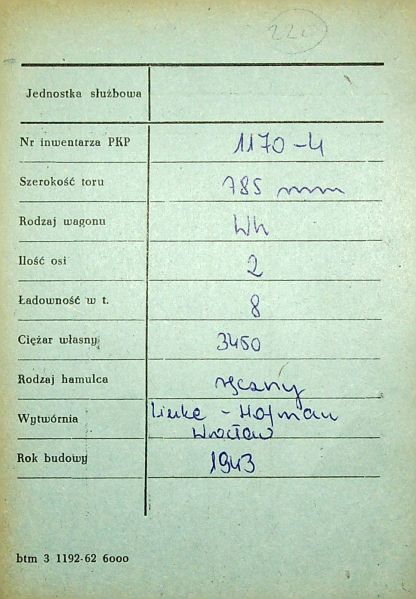 220
Jednostka służbowa
Nr inwentarza PKP 1170-4
Szerokość toru 785 mm
Rodzaj wagonu Wh
Ilość osi 2
Ładowność w t. 8
Ciężar własny 3450
Rodzaj hamulca ręczny
Wytwórnia Linke - Hofman
Wrocław
Rok budowy 1943
btm 3 1192-62 6000